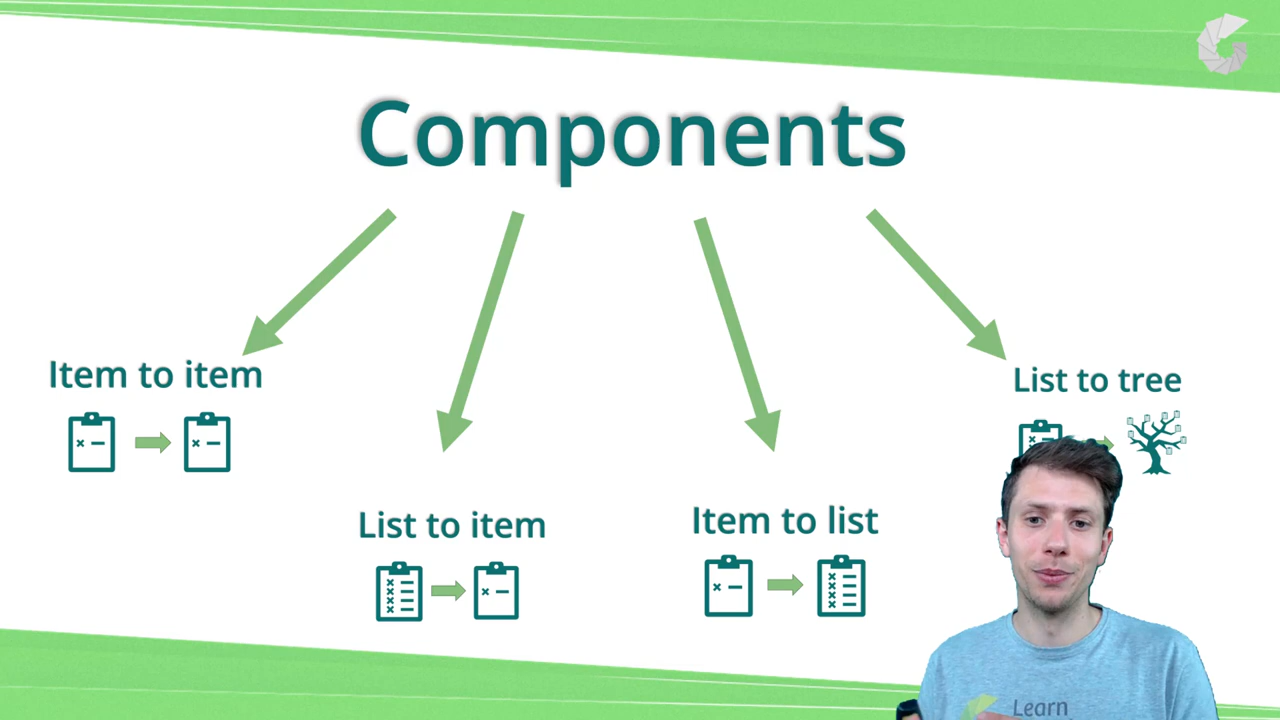 Components
Item to item
List to tree
List to item
Item to list
Learn